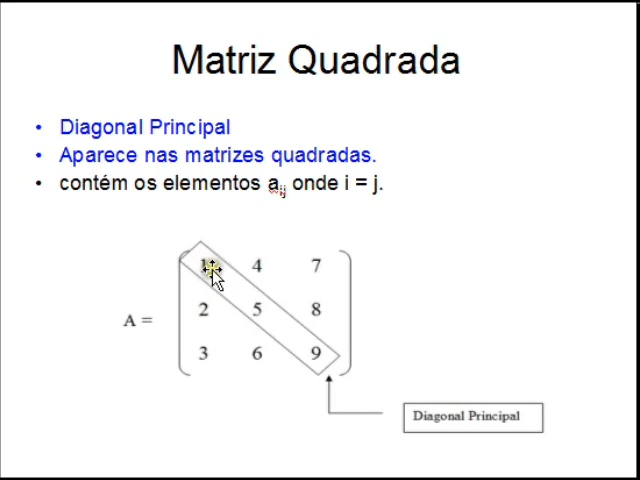 Matriz Quadrada
• Diagonal Principal
• Aparece nas matrizes quadradas.
• contém os elementos aij onde i = j.
1 4 7
A = 2 5 8
3 6 9
Diagonal Principal